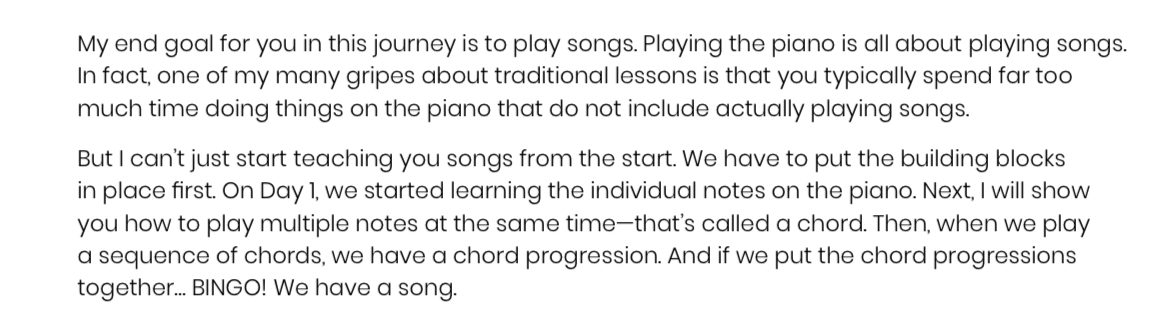 My end goal for you in this journey is to play songs. Playing the piano is all about playing songs.
In fact, one of my many gripes about traditional lessons is that you typically spend far too
much time doing things on the piano that do not include actually playing songs.
But I can't just start teaching you songs from the start. We have to put the building blocks
in place first. On Day 1, we started learning the individual notes on the piano. Next, I will show
you how to play multiple notes at the same time—that's called a chord. Then, when we play
a sequence of chords, we have a chord progression. And if we put the chord progressions
together... BINGO! We have a song.